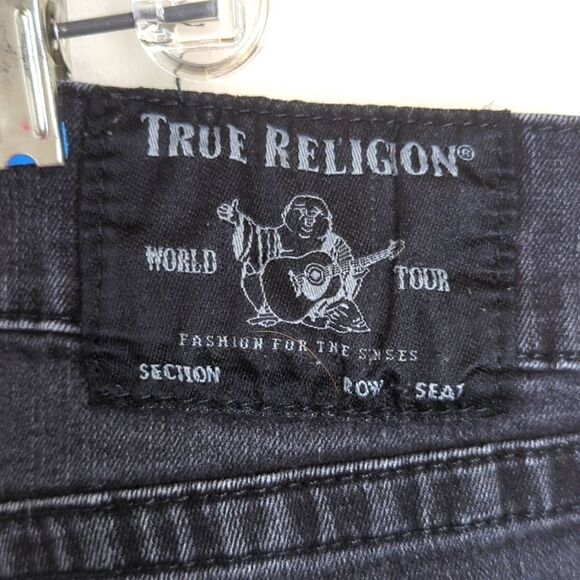 TRUE RELIGION®
WORLD TOUR
FASHION FOR THE SENSES
SECTION ROW SEAT